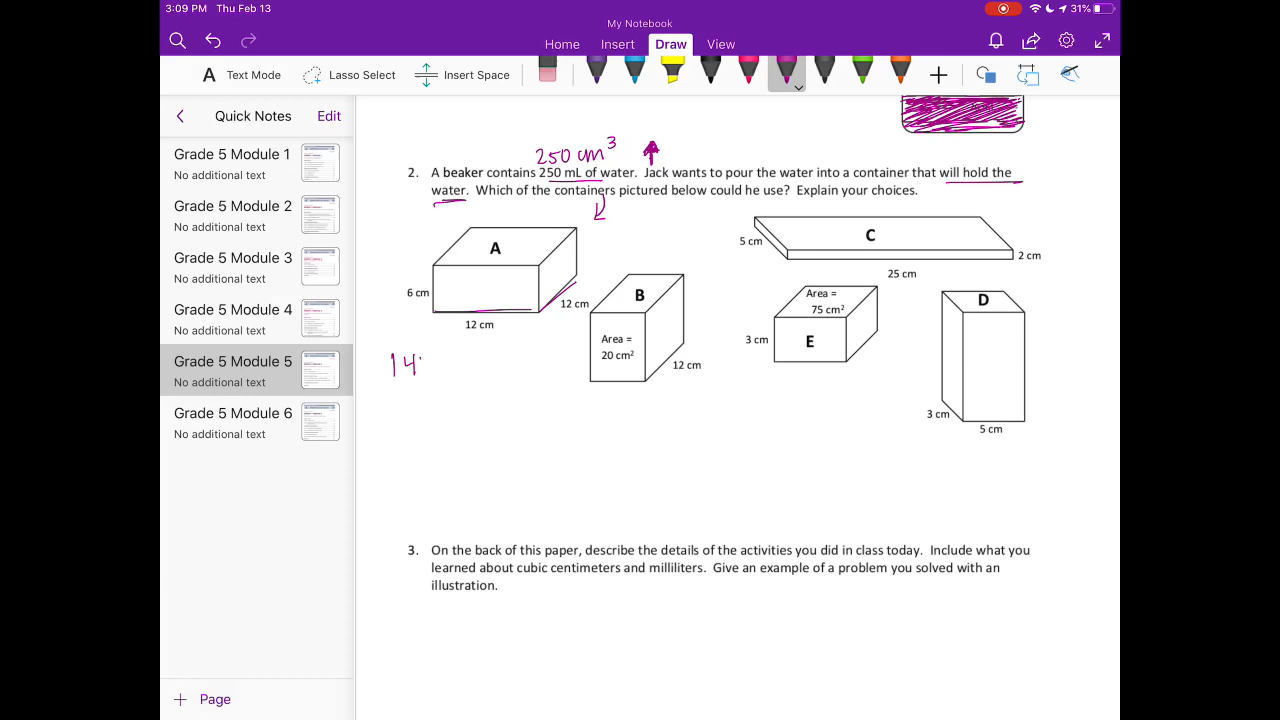 3:09 PM Thu Feb 13
31%
My Notebook
Home Insert Draw View
A Text Mode Lasso Select Insert Space
Quick Notes Edit
Grade 5 Module 1
No additional text
Grade 5 Module 2
No additional text
Grade 5 Module 3
No additional text
Grade 5 Module 4
No additional text
Grade 5 Module 5
No additional text
Grade 5 Module 6
No additional text
+ Page
250 cm³
2. A beaker contains 250 mL of water. Jack wants to pour the water into a container that will hold the
water. Which of the containers pictured below could he use? Explain your choices.
A
6 cm
12 cm
12 cm
B
Area =
20 cm²
12 cm
C
5 cm
2 cm
25 cm
Area =
75 cm²
E
3 cm
D
3 cm
5 cm
14
3. On the back of this paper, describe the details of the activities you did in class today. Include what you
learned about cubic centimeters and milliliters. Give an example of a problem you solved with an
illustration.